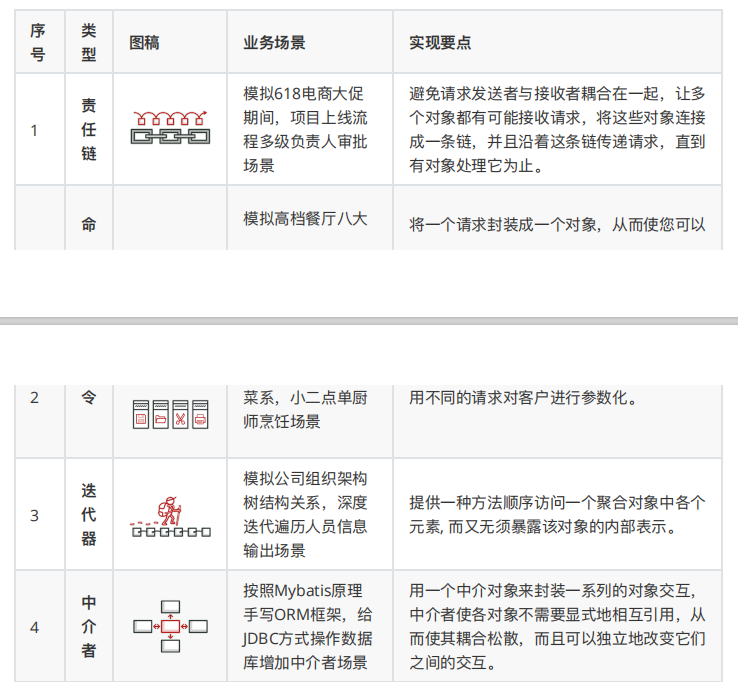 序号 类型 图稿 业务场景 实现要点
1
责任链
模拟618电商大促
期间，项目上线流
程多级负责人审批
场景
避免请求发送者与接收者耦合在一起，让多
个对象都有可能接收请求，将这些对象连接
成一条链，并且沿着这条链传递请求，直到
有对象处理它为止。
命
模拟高档餐厅八大
将一个请求封装成一个对象，从而使您可以
2
令
菜系，小二点单厨
师烹饪场景
用不同的请求对客户进行参数化。
3
迭代器
模拟公司组织架构
树结构关系，深度
迭代遍历人员信息
输出场景
提供一种方法顺序访问一个聚合对象中各个
元素, 而又无须暴露该对象的内部表示。
4
中介者
按照Mybatis原理
手写ORM框架，给
JDBC方式操作数据
库增加中介者场景
用一个中介对象来封装一系列的对象交互，
中介者使各对象不需要显式地相互引用，从
而使其耦合松散，而且可以独立地改变它们
之间的交互。